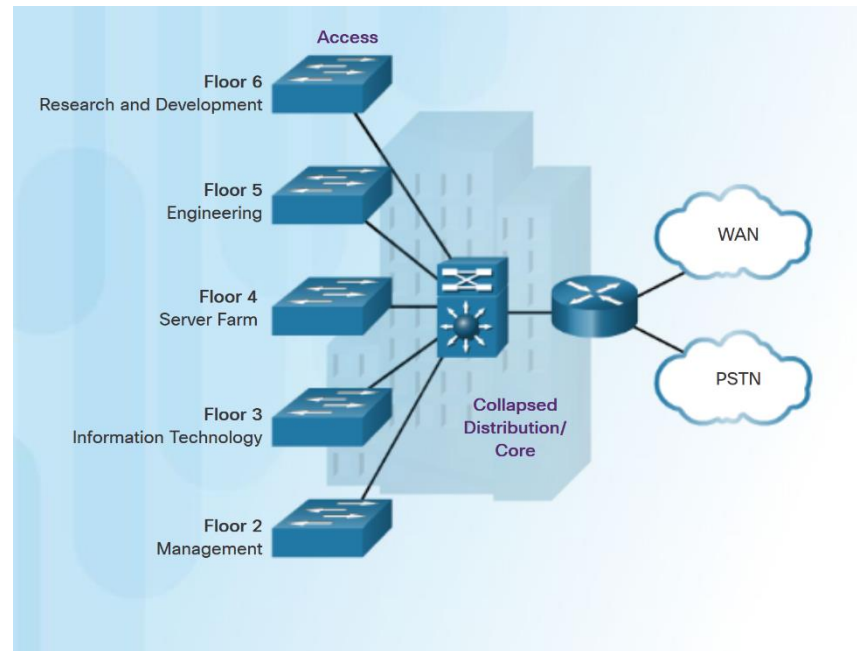 Access
Floor 6
Research and Development
Floor 5
Engineering
Floor 4
Server Farm
Floor 3
Information Technology
Floor 2
Management
Collapsed
Distribution/
Core
WAN
PSTN